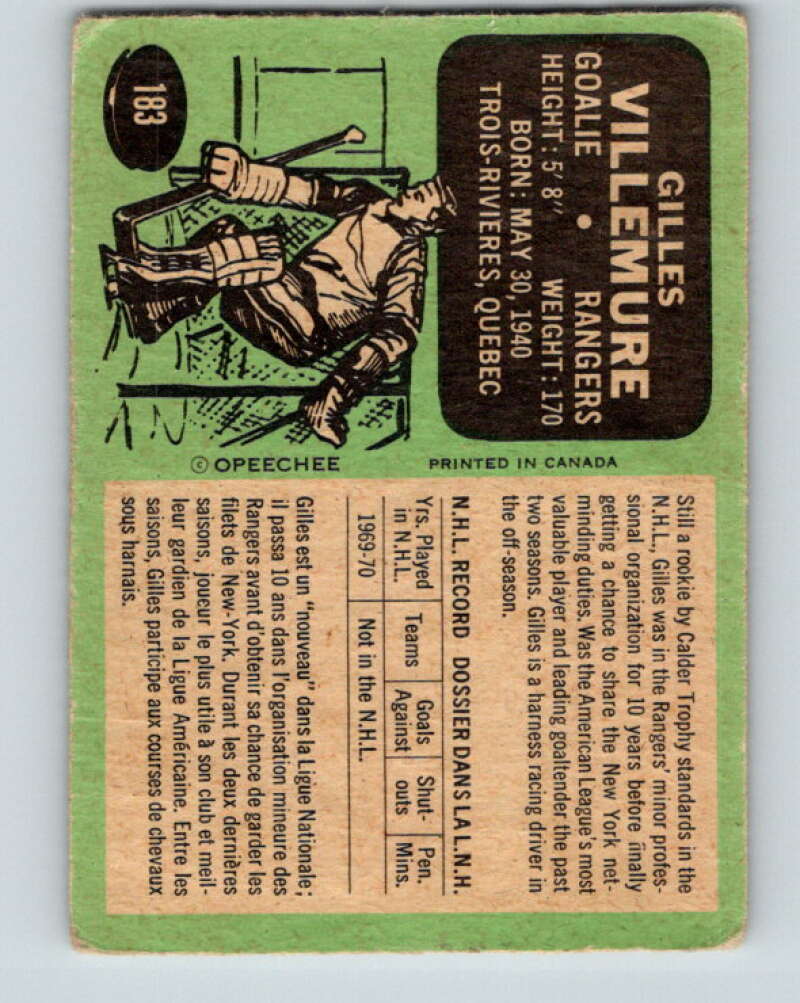 183
GILLES
VILLEMURE
GOALIE • RANGERS
HEIGHT: 5'8" WEIGHT: 170
BORN: MAY 30, 1940
TROIS-RIVIERES, QUEBEC
© OPEECHEE PRINTED IN CANADA
Still a rookie by Calder Trophy standards in the
N.H.L., Gilles was in the Rangers' minor profes-
sional organization for 10 years before finally
getting a chance to share the New York net-
minding duties. Was the American League's most
valuable player and leading goaltender the past
two seasons. Gilles is a harness racing driver in
the off-season.
N.H.L. RECORD DOSSIER DANS LA L.N.H.
Yrs. Played in N.H.L. Teams Goals Against Shut-outs Pen. Mins.
1969-70 Not in the N.H.L.
Gilles est un "nouveau" dans la Ligue Nationale;
il passa 10 ans dans l'organisation mineure des
Rangers avant d'obtenir sa chance de garder les
filets de New-York. Durant les deux dernières
saisons, joueur le plus utile à son club et meil-
leur gardien de la Ligue Américaine. Entre les
saisons, Gilles participe aux courses de chevaux
sous harnais.